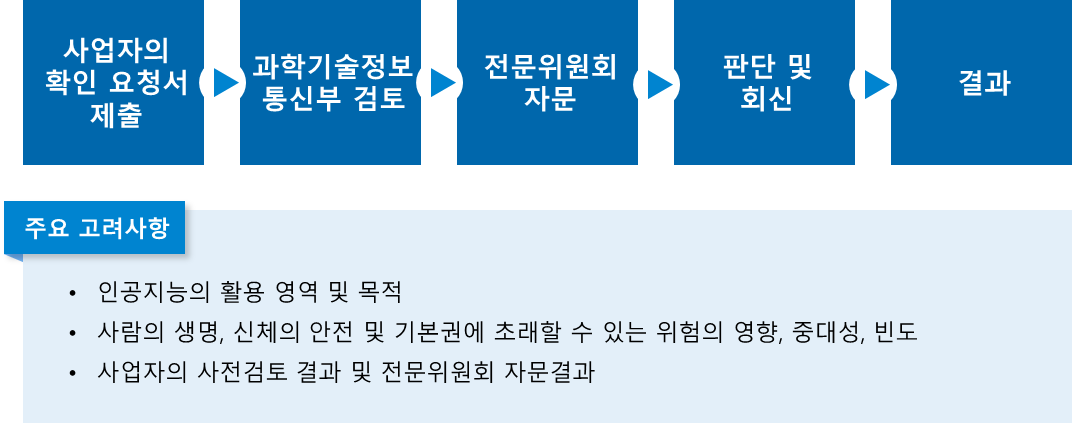 사업자의
확인 요청서
제출
과학기술정보
통신부 검토
전문위원회
자문
판단 및
회신
결과
주요 고려사항
• 인공지능의 활용 영역 및 목적
• 사람의 생명, 신체의 안전 및 기본권에 초래할 수 있는 위험의 영향, 중대성, 빈도
• 사업자의 사전검토 결과 및 전문위원회 자문결과